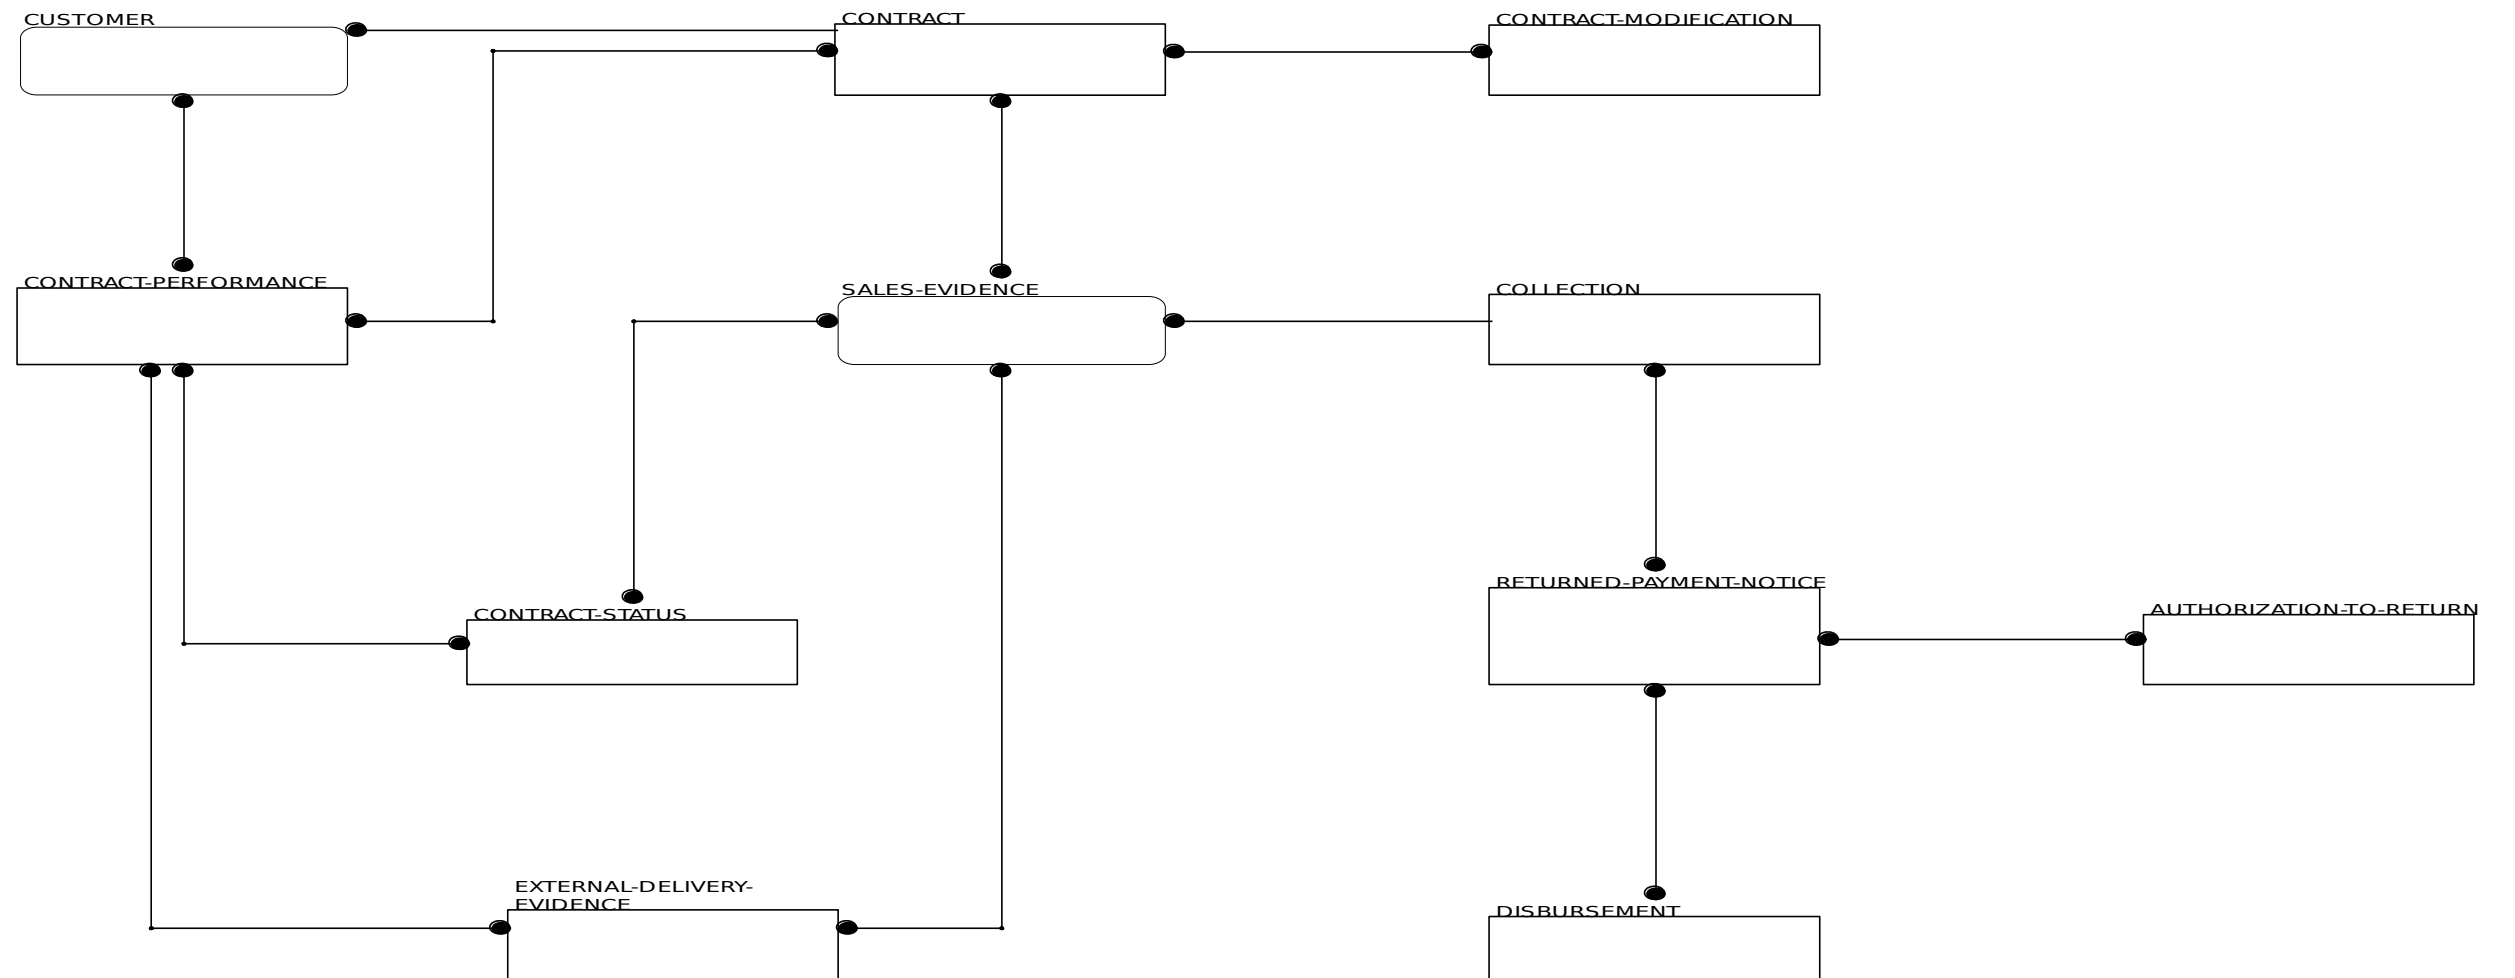 CUSTOMER
CONTRACT
CONTRACT-MODIFICATION
CONTRACT-PERFORMANCE
SALES-EVIDENCE
COLLECTION
RETURNED-PAYMENT-NOTICE
CONTRACT-STATUS
AUTHORIZATION-TO-RETURN
EXTERNAL-DELIVERY-
EVIDENCE
DISBURSEMENT